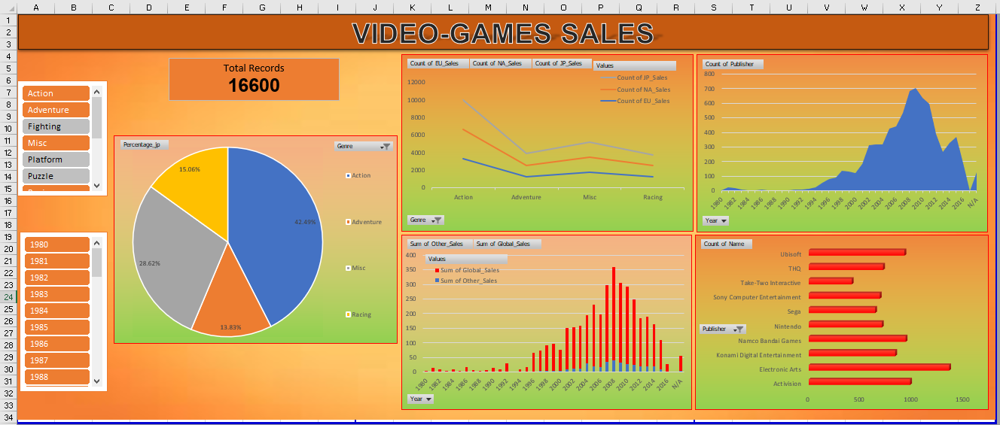 A B C D E F G H I J K L M N O P Q R S T U V W X Y Z
1
2
3
4
5
6
7
8
9
10
11
12
13
14
15
16
17
18
19
20
21
22
23
24
25
26
27
28
29
30
31
32
33
34
VIDEO-GAMES SALES
Total Records
16600
Action
Adventure
Fighting
Misc
Platform
Puzzle
1980
1981
1982
1983
1984
1985
1986
1987
1988
Percentage_jp
Genre
15.06%
42.49%
28.62%
13.83%
Action
Adventure
Misc
Racing
Count of EU_Sales Count of NA_Sales Count of JP_Sales Values
Count of JP_Sales
Count of NA_Sales
Count of EU_Sales
12000
10000
8000
6000
4000
2000
0
Action Adventure Misc Racing
Genre
Count of Publisher
800
700
600
500
400
300
200
100
0
1980 1982 1984 1986 1988 1990 1992 1994 1996 1998 2000 2002 2004 2006 2008 2010 2012 2014 2016 N/A
Year
Sum of Other_Sales Sum of Global_Sales
Values
Sum of Global_Sales
Sum of Other_Sales
400
350
300
250
200
150
100
50
0
1980 1982 1984 1986 1988 1990 1992 1994 1996 1998 2000 2002 2004 2006 2008 2010 2012 2014 2016 N/A
Year
Count of Name
Publisher
Ubisoft
THQ
Take-Two Interactive
Sony Computer Entertainment
Sega
Nintendo
Namco Bandai Games
Konami Digital Entertainment
Electronic Arts
Activision
0 500 1000 1500